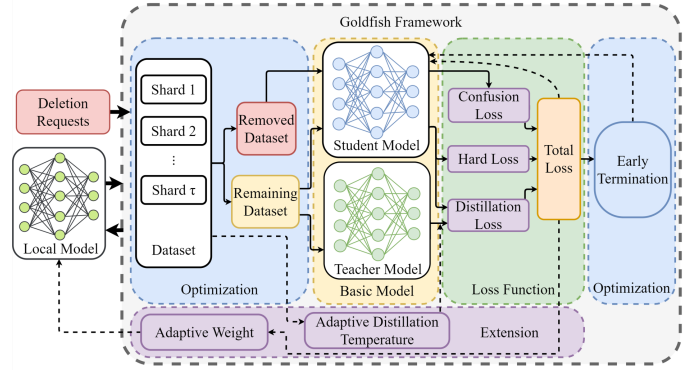 Goldfish Framework
Deletion
Requests
Local Model
Shard 1
Shard 2
⋮
Shard τ
Dataset
Removed
Dataset
Remaining
Dataset
Optimization
Student Model
Teacher Model
Basic Model
Confusion
Loss
Hard Loss
Distillation
Loss
Total
Loss
Loss Function
Early
Termination
Optimization
Adaptive Weight
Adaptive Distillation
Temperature
Extension